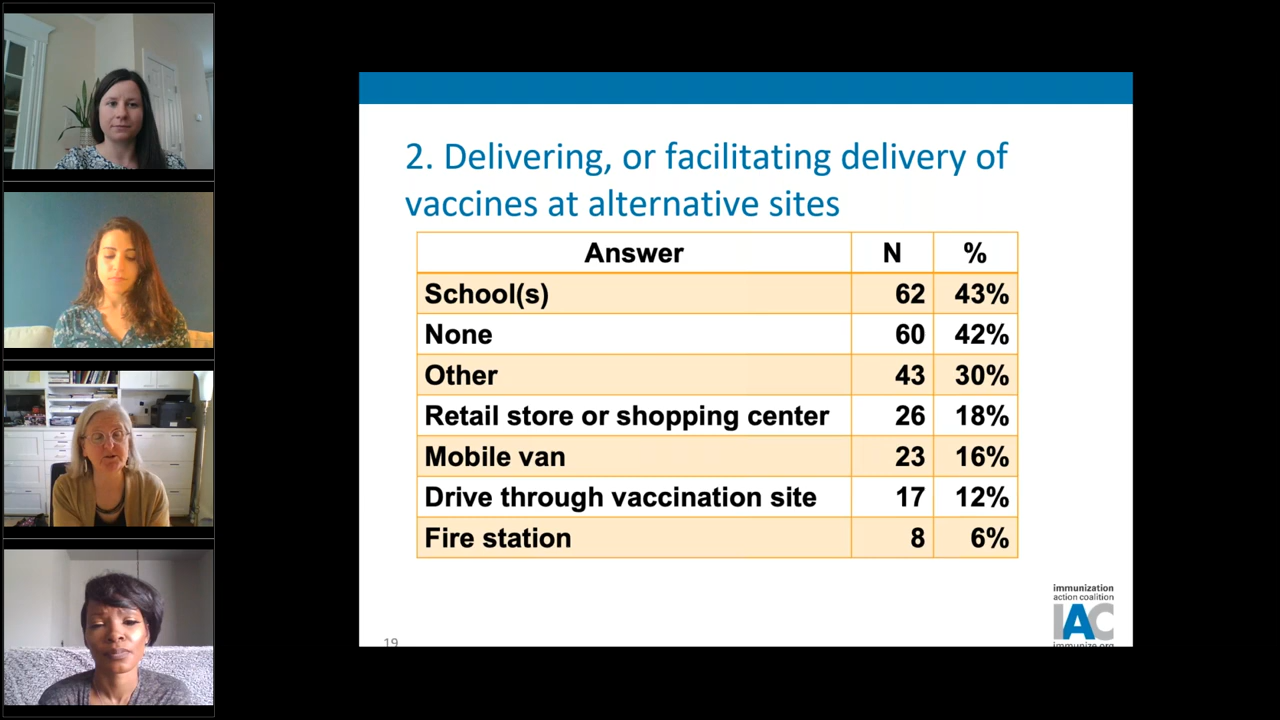 2. Delivering, or facilitating delivery of
vaccines at alternative sites
Answer N %
School(s) 62 43%
None 60 42%
Other 43 30%
Retail store or shopping center 26 18%
Mobile van 23 16%
Drive through vaccination site 17 12%
Fire station 8 6%
immunization
action coalition
IAC
immunize.org
19